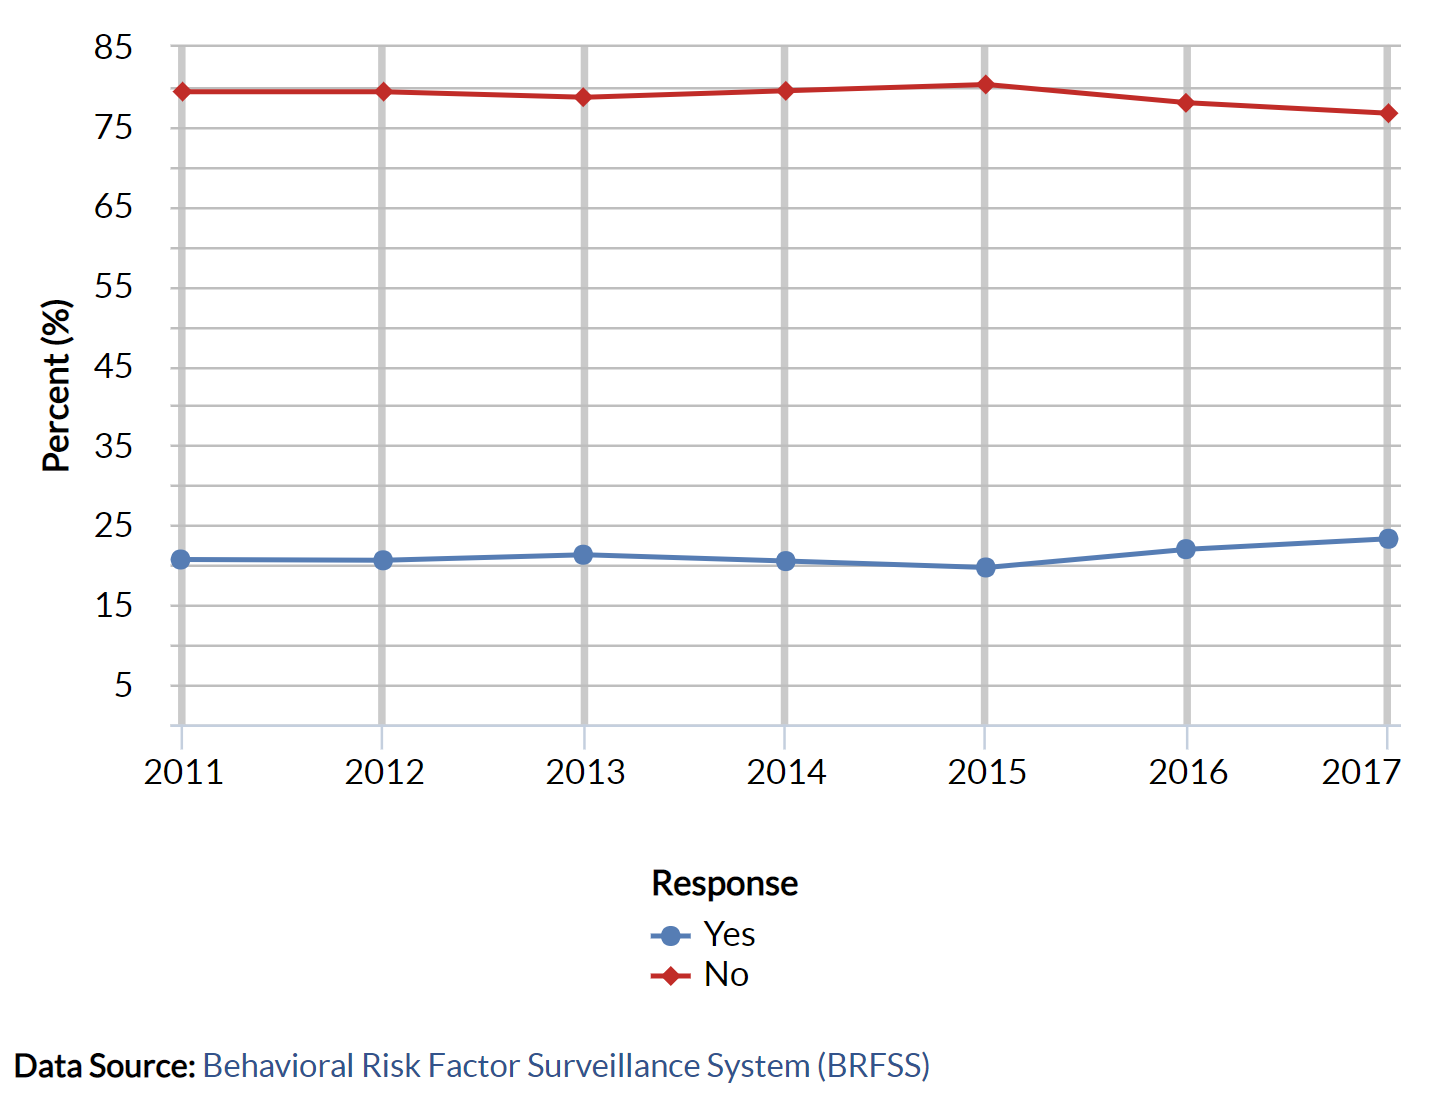 85
75
65
55
45
35
25
15
5
Percent (%)
2011 2012 2013 2014 2015 2016 2017
Response
Yes
No
Data Source: Behavioral Risk Factor Surveillance System (BRFSS)